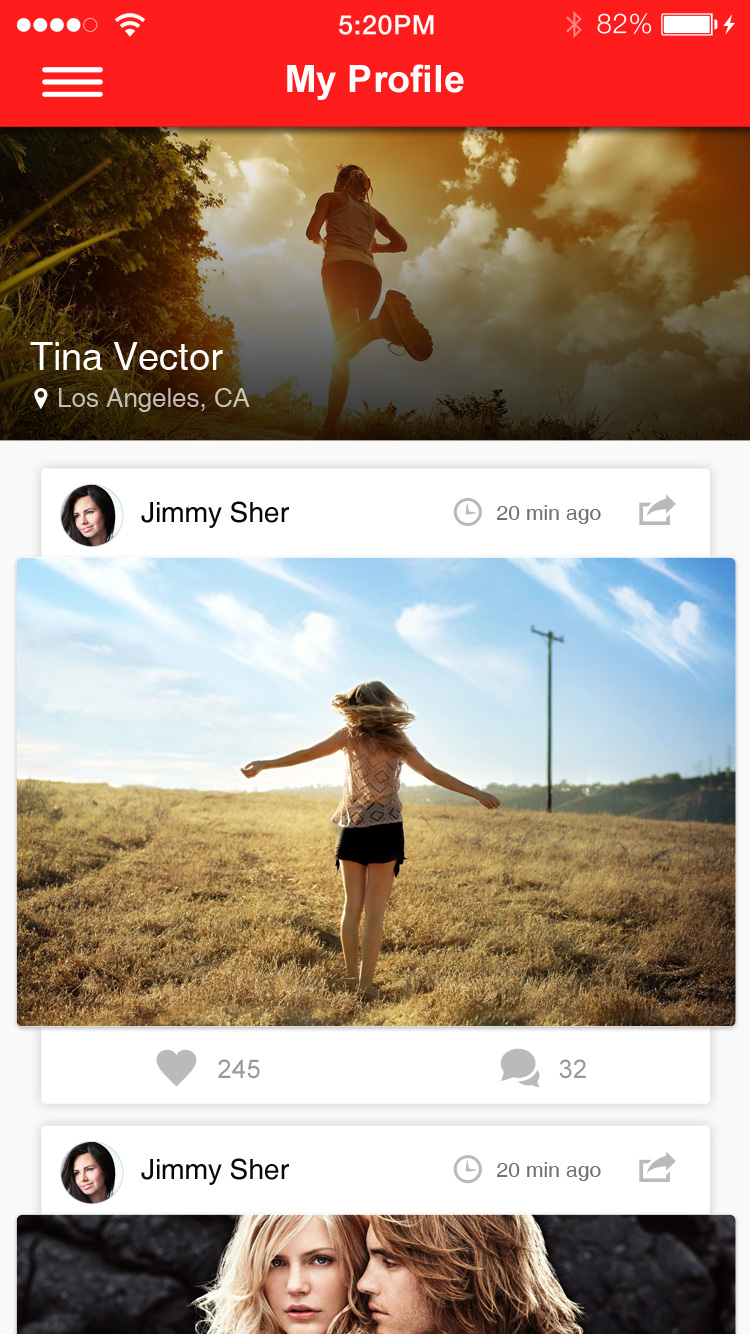 5:20PM 82%
My Profile
Tina Vector
Los Angeles, CA
Jimmy Sher 20 min ago
245 32
Jimmy Sher 20 min ago